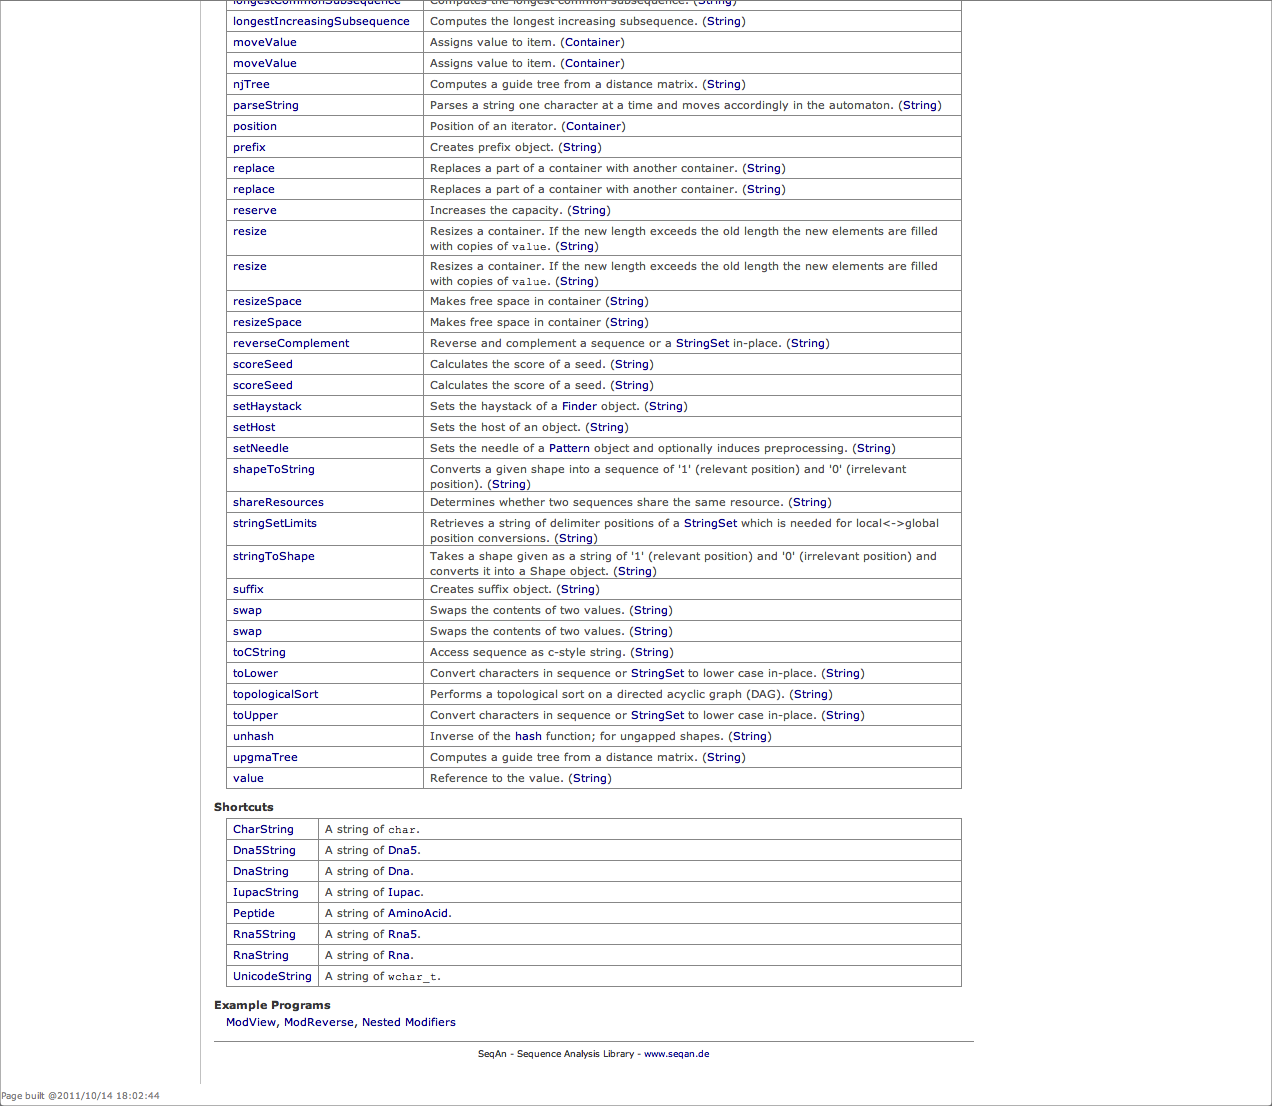 longestCommonSubsequence Computes the longest common subsequence. (String)
longestIncreasingSubsequence Computes the longest increasing subsequence. (String)
moveValue Assigns value to item. (Container)
moveValue Assigns value to item. (Container)
njTree Computes a guide tree from a distance matrix. (String)
parseString Parses a string one character at a time and moves accordingly in the automaton. (String)
position Position of an iterator. (Container)
prefix Creates prefix object. (String)
replace Replaces a part of a container with another container. (String)
replace Replaces a part of a container with another container. (String)
reserve Increases the capacity. (String)
resize Resizes a container. If the new length exceeds the old length the new elements are filled
with copies of value. (String)
resize Resizes a container. If the new length exceeds the old length the new elements are filled
with copies of value. (String)
resizeSpace Makes free space in container (String)
resizeSpace Makes free space in container (String)
reverseComplement Reverse and complement a sequence or a StringSet in-place. (String)
scoreSeed Calculates the score of a seed. (String)
scoreSeed Calculates the score of a seed. (String)
setHaystack Sets the haystack of a Finder object. (String)
setHost Sets the host of an object. (String)
setNeedle Sets the needle of a Pattern object and optionally induces preprocessing. (String)
shapeToString Converts a given shape into a sequence of '1' (relevant position) and '0' (irrelevant
position). (String)
shareResources Determines whether two sequences share the same resource. (String)
stringSetLimits Retrieves a string of delimiter positions of a StringSet which is needed for local<->global
position conversions. (String)
stringToShape Takes a shape given as a string of '1' (relevant position) and '0' (irrelevant position) and
converts it into a Shape object. (String)
suffix Creates suffix object. (String)
swap Swaps the contents of two values. (String)
swap Swaps the contents of two values. (String)
toCString Access sequence as c-style string. (String)
toLower Convert characters in sequence or StringSet to lower case in-place. (String)
topologicalSort Performs a topological sort on a directed acyclic graph (DAG). (String)
toUpper Convert characters in sequence or StringSet to lower case in-place. (String)
unhash Inverse of the hash function; for ungapped shapes. (String)
upgmaTree Computes a guide tree from a distance matrix. (String)
value Reference to the value. (String)
Shortcuts
CharString A string of char.
Dna5String A string of Dna5.
DnaString A string of Dna.
IupacString A string of Iupac.
Peptide A string of AminoAcid.
Rna5String A string of Rna5.
RnaString A string of Rna.
UnicodeString A string of wchar_t.
Example Programs
ModView, ModReverse, Nested Modifiers
SeqAn - Sequence Analysis Library - www.seqan.de
Page built @2011/10/14 18:02:44